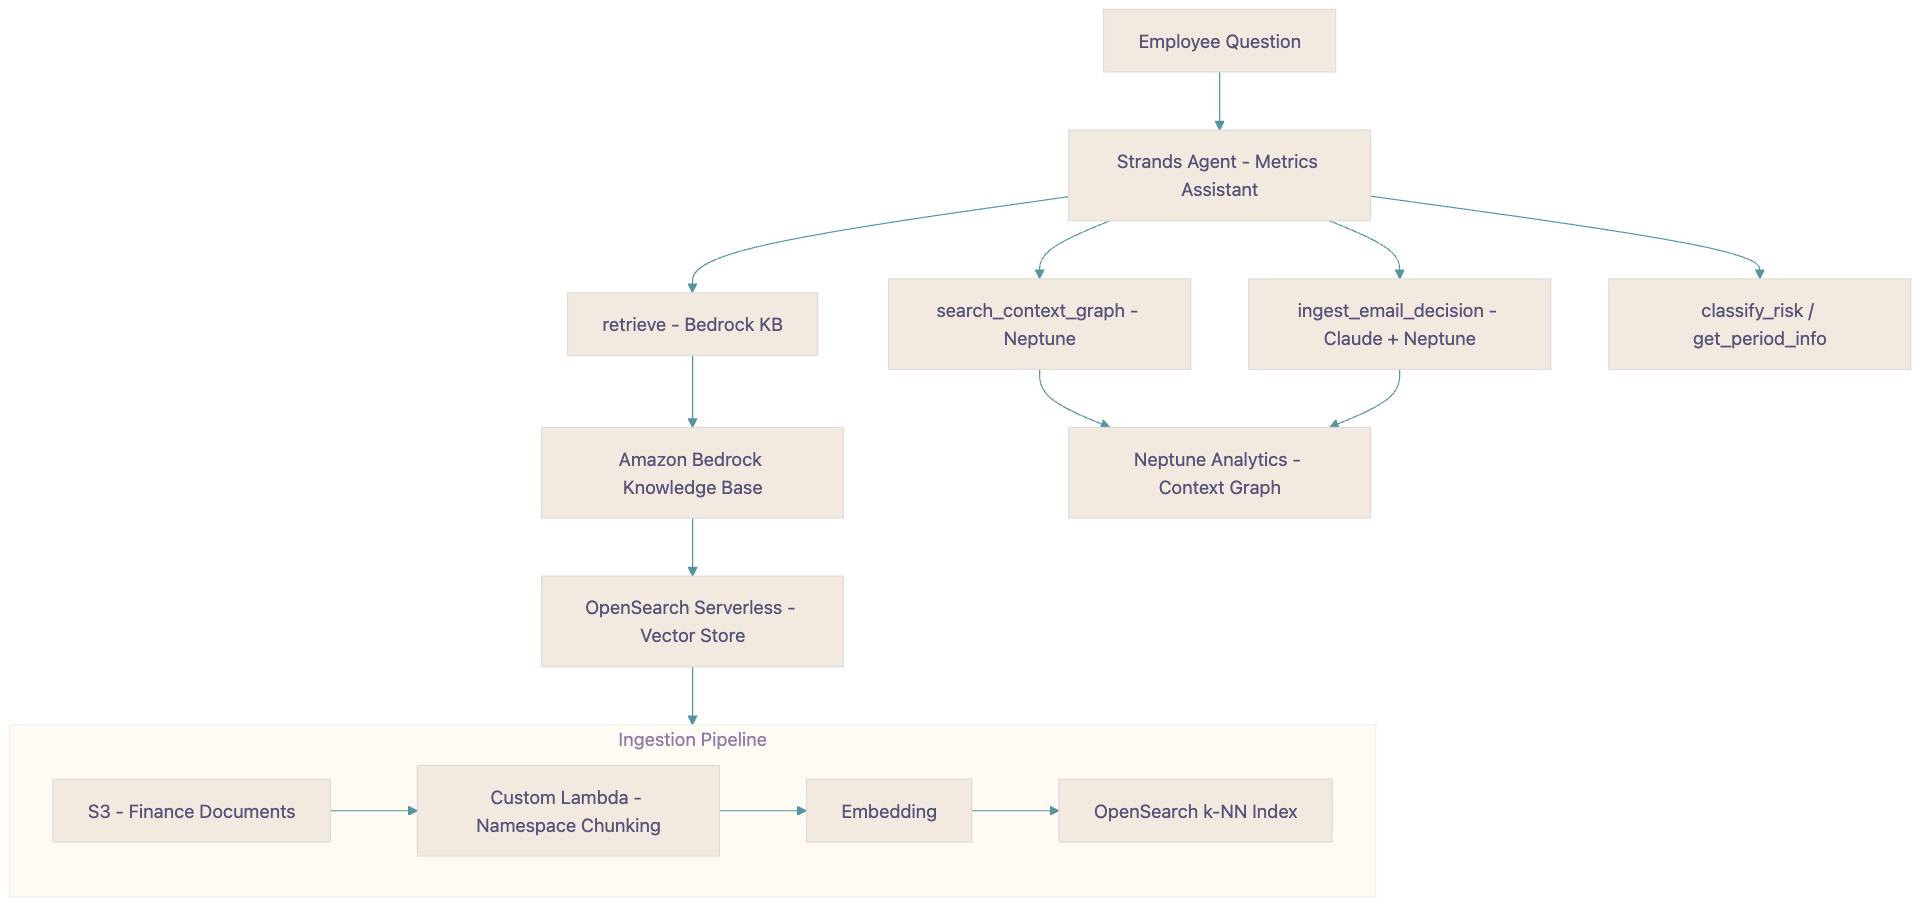 Employee Question
Strands Agent - Metrics
Assistant
retrieve - Bedrock KB
search_context_graph -
Neptune
ingest_email_decision -
Claude + Neptune
classify_risk /
get_period_info
Amazon Bedrock
Knowledge Base
Neptune Analytics -
Context Graph
OpenSearch Serverless -
Vector Store
Ingestion Pipeline
S3 - Finance Documents
Custom Lambda -
Namespace Chunking
Embedding
OpenSearch k-NN Index